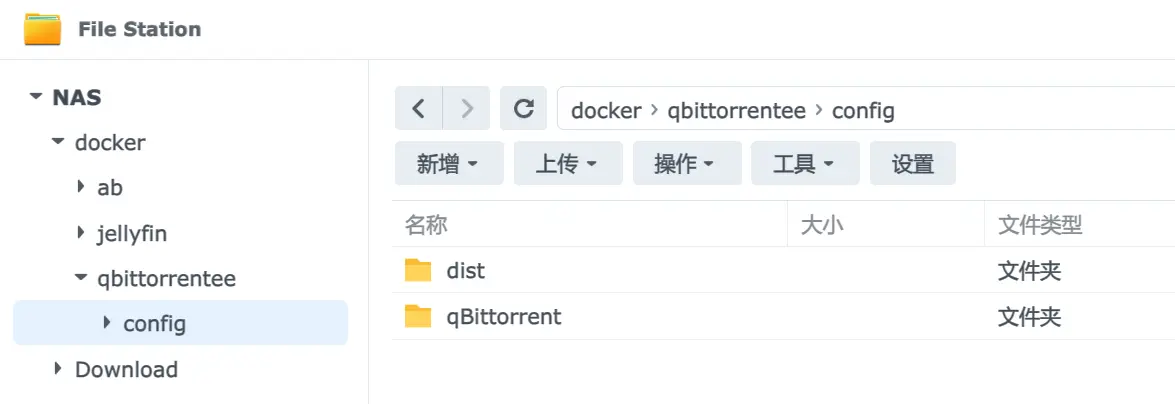 File Station
NAS
docker
ab
jellyfin
qbittorrentee
config
Download
docker › qbittorrentee › config
新增 上传 操作 工具 设置
名称 大小 文件类型
dist 文件夹
qBittorrent 文件夹